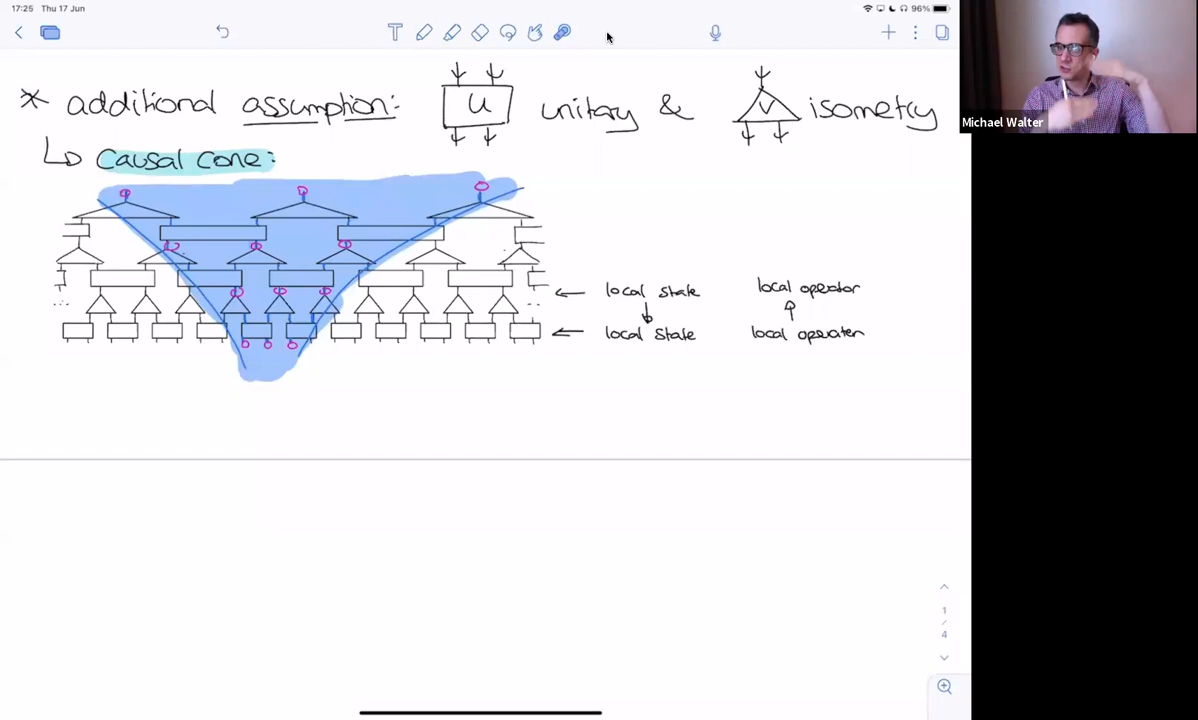 17:25 Thu 17 Jun 96%
* additional assumption: U unitary & V isometry
↳ causal cone:
Michael Walter
← local state local operator
↓ ↑
← local state local operator
1
/
4